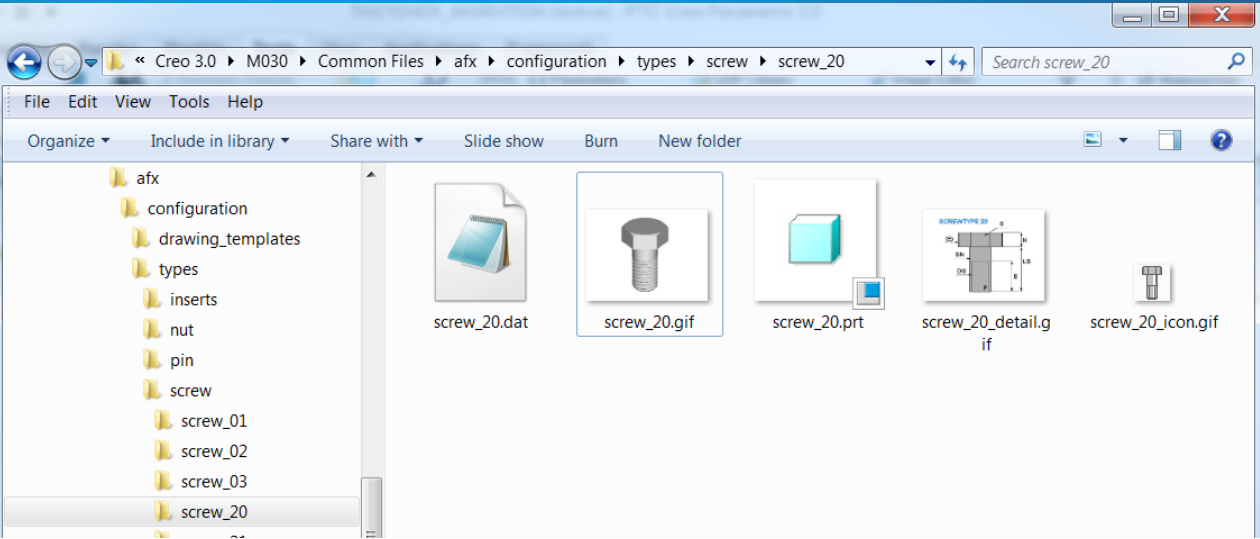 « Creo 3.0 M030 Common Files afx configuration types screw screw_20
Search screw_20
File Edit View Tools Help
Organize Include in library Share with Slide show Burn New folder
afx
configuration
drawing_templates
types
inserts
nut
pin
screw
screw_01
screw_02
screw_03
screw_20
screw_20.dat
screw_20.gif
SCREWTYPE 20
screw_20.prt
screw_20_detail.g
if
screw_20_icon.gif